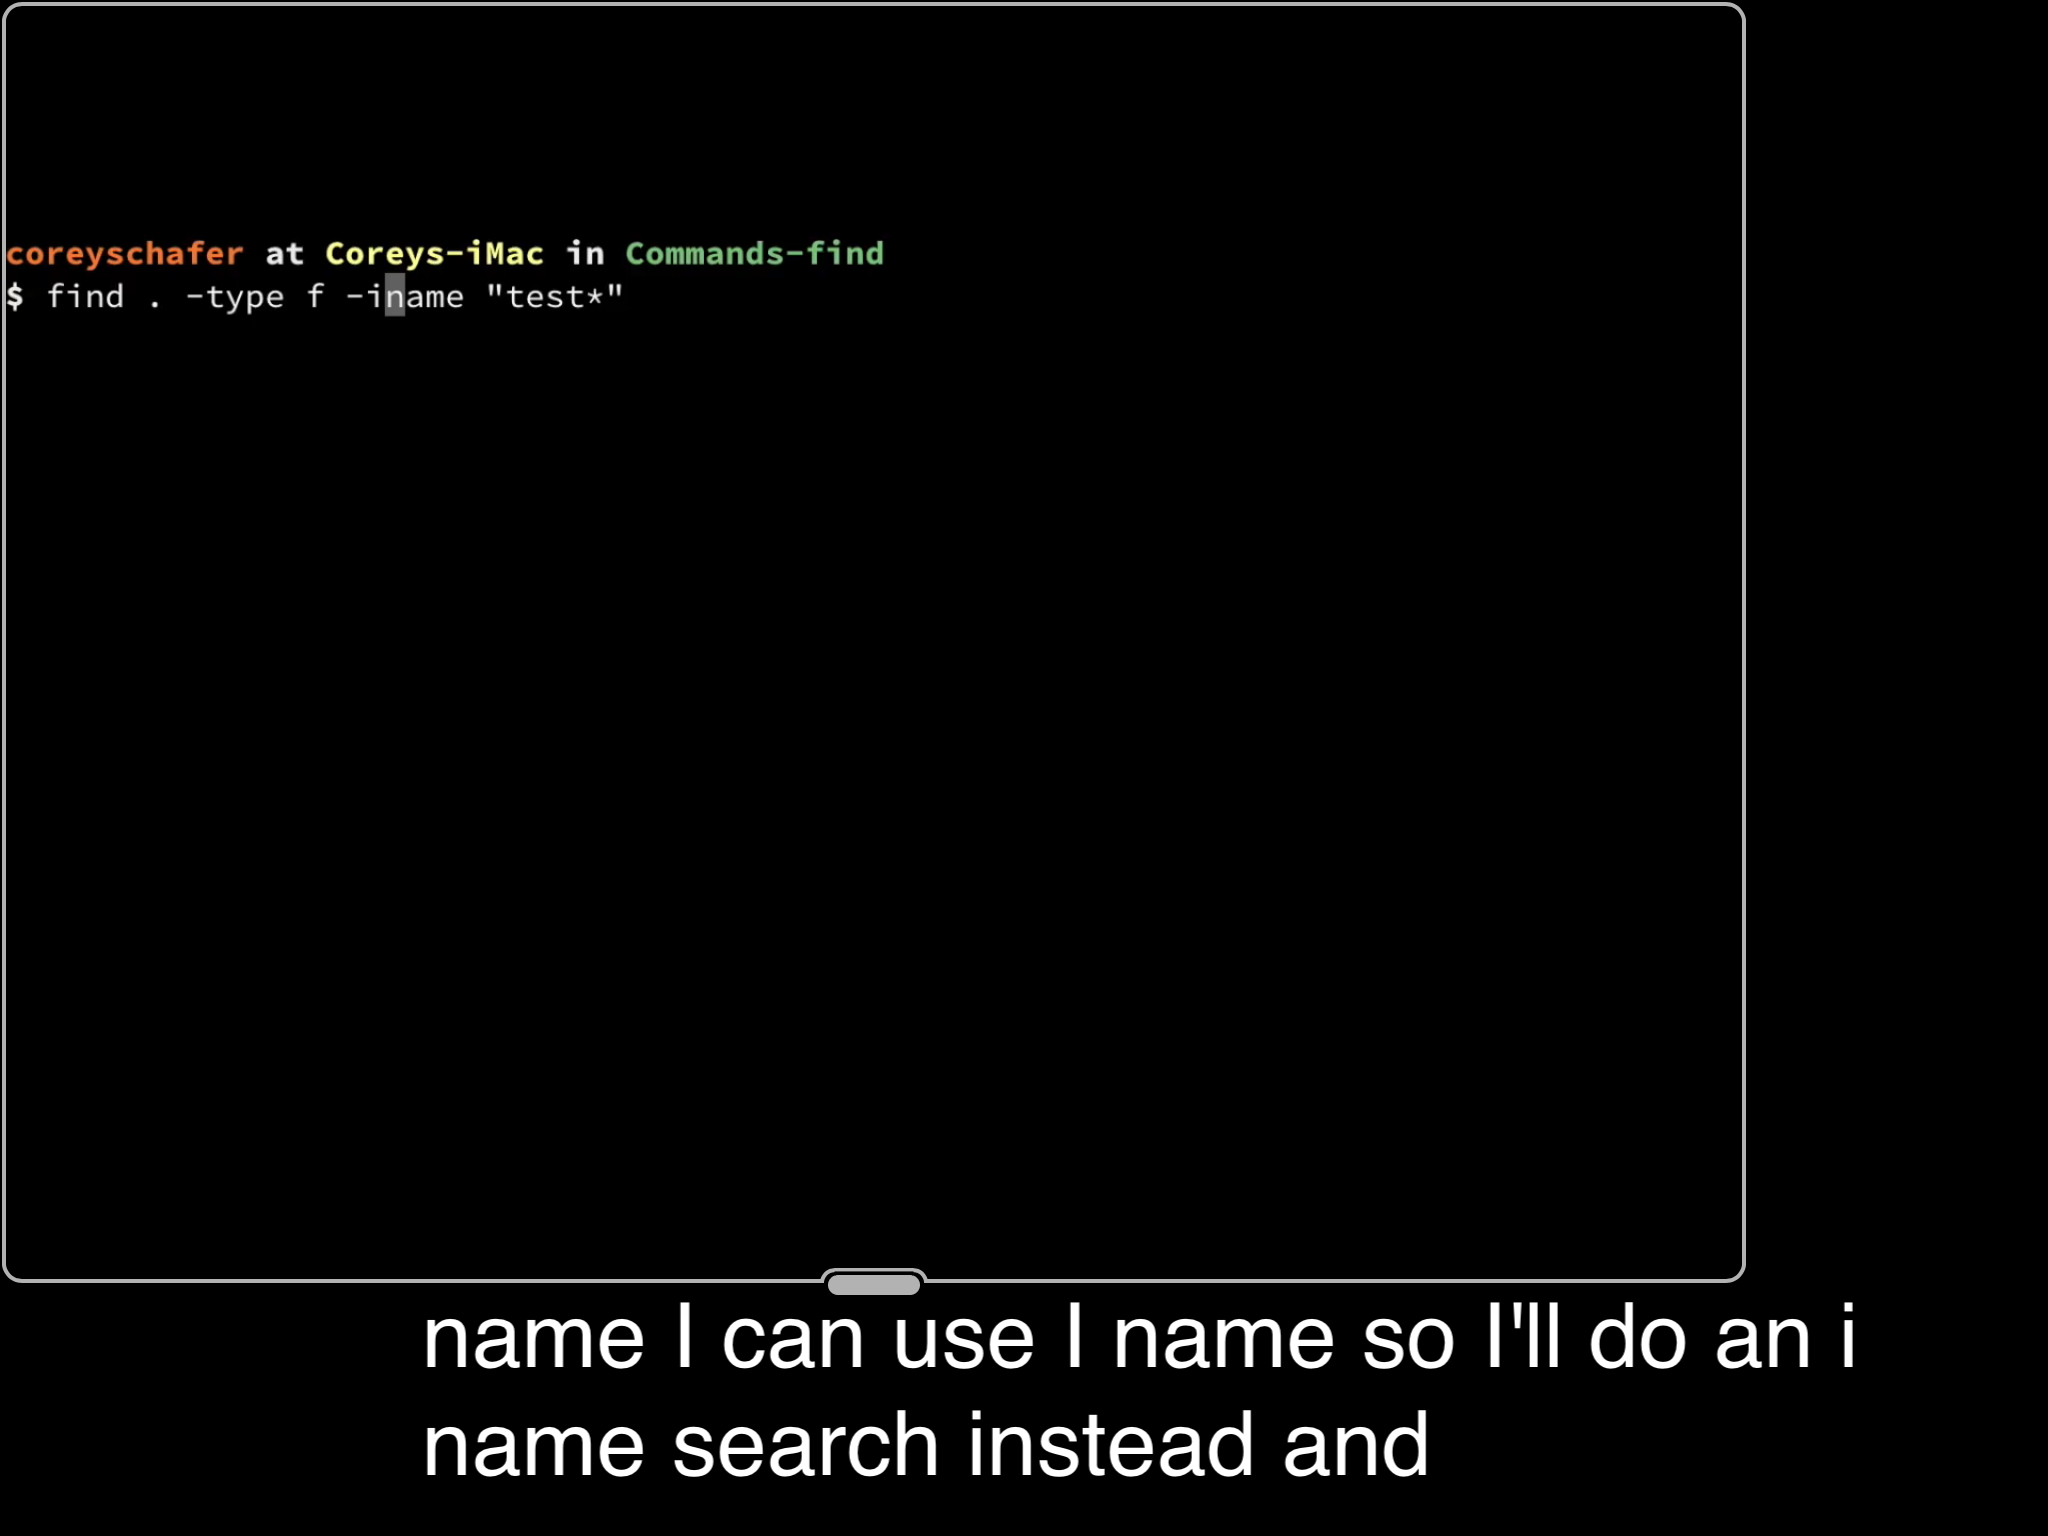 coreyschafer at Coreys-iMac in Commands-find
$ find . -type f -iname "test*"
name I can use I name so I'll do an i
name search instead and